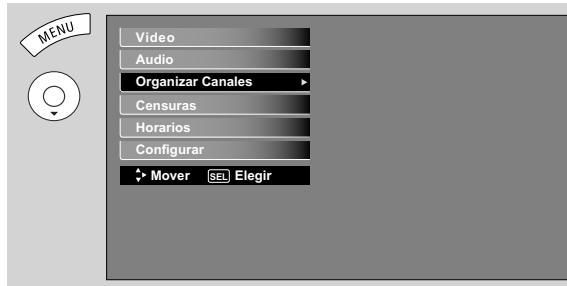 MENU
Video
Audio
Organizar Canales
Censuras
Horarios
Configurar
Mover SEL Elegir